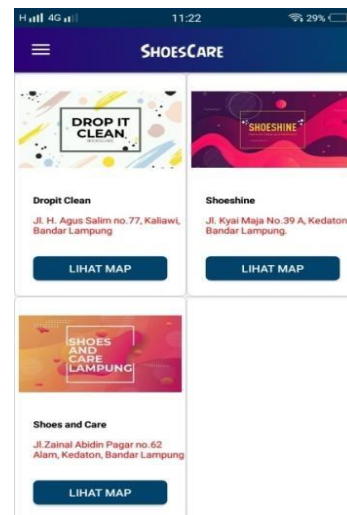 H 4G 11:22 29%
SHOESCARE
DROP IT
CLEAN
Dropit Clean
Jl. H. Agus Salim no.77, Kaliawi,
Bandar Lampung
LIHAT MAP
SHOESHINE
Shoeshine
Jl. Kyai Maja No.39 A, Kedaton
Bandar Lampung.
LIHAT MAP
SHOES
AND
CARE
LAMPUNG
Shoes and Care
Jl.Zainal Abidin Pagar no.62
Alam, Kedaton, Bandar Lampung
LIHAT MAP